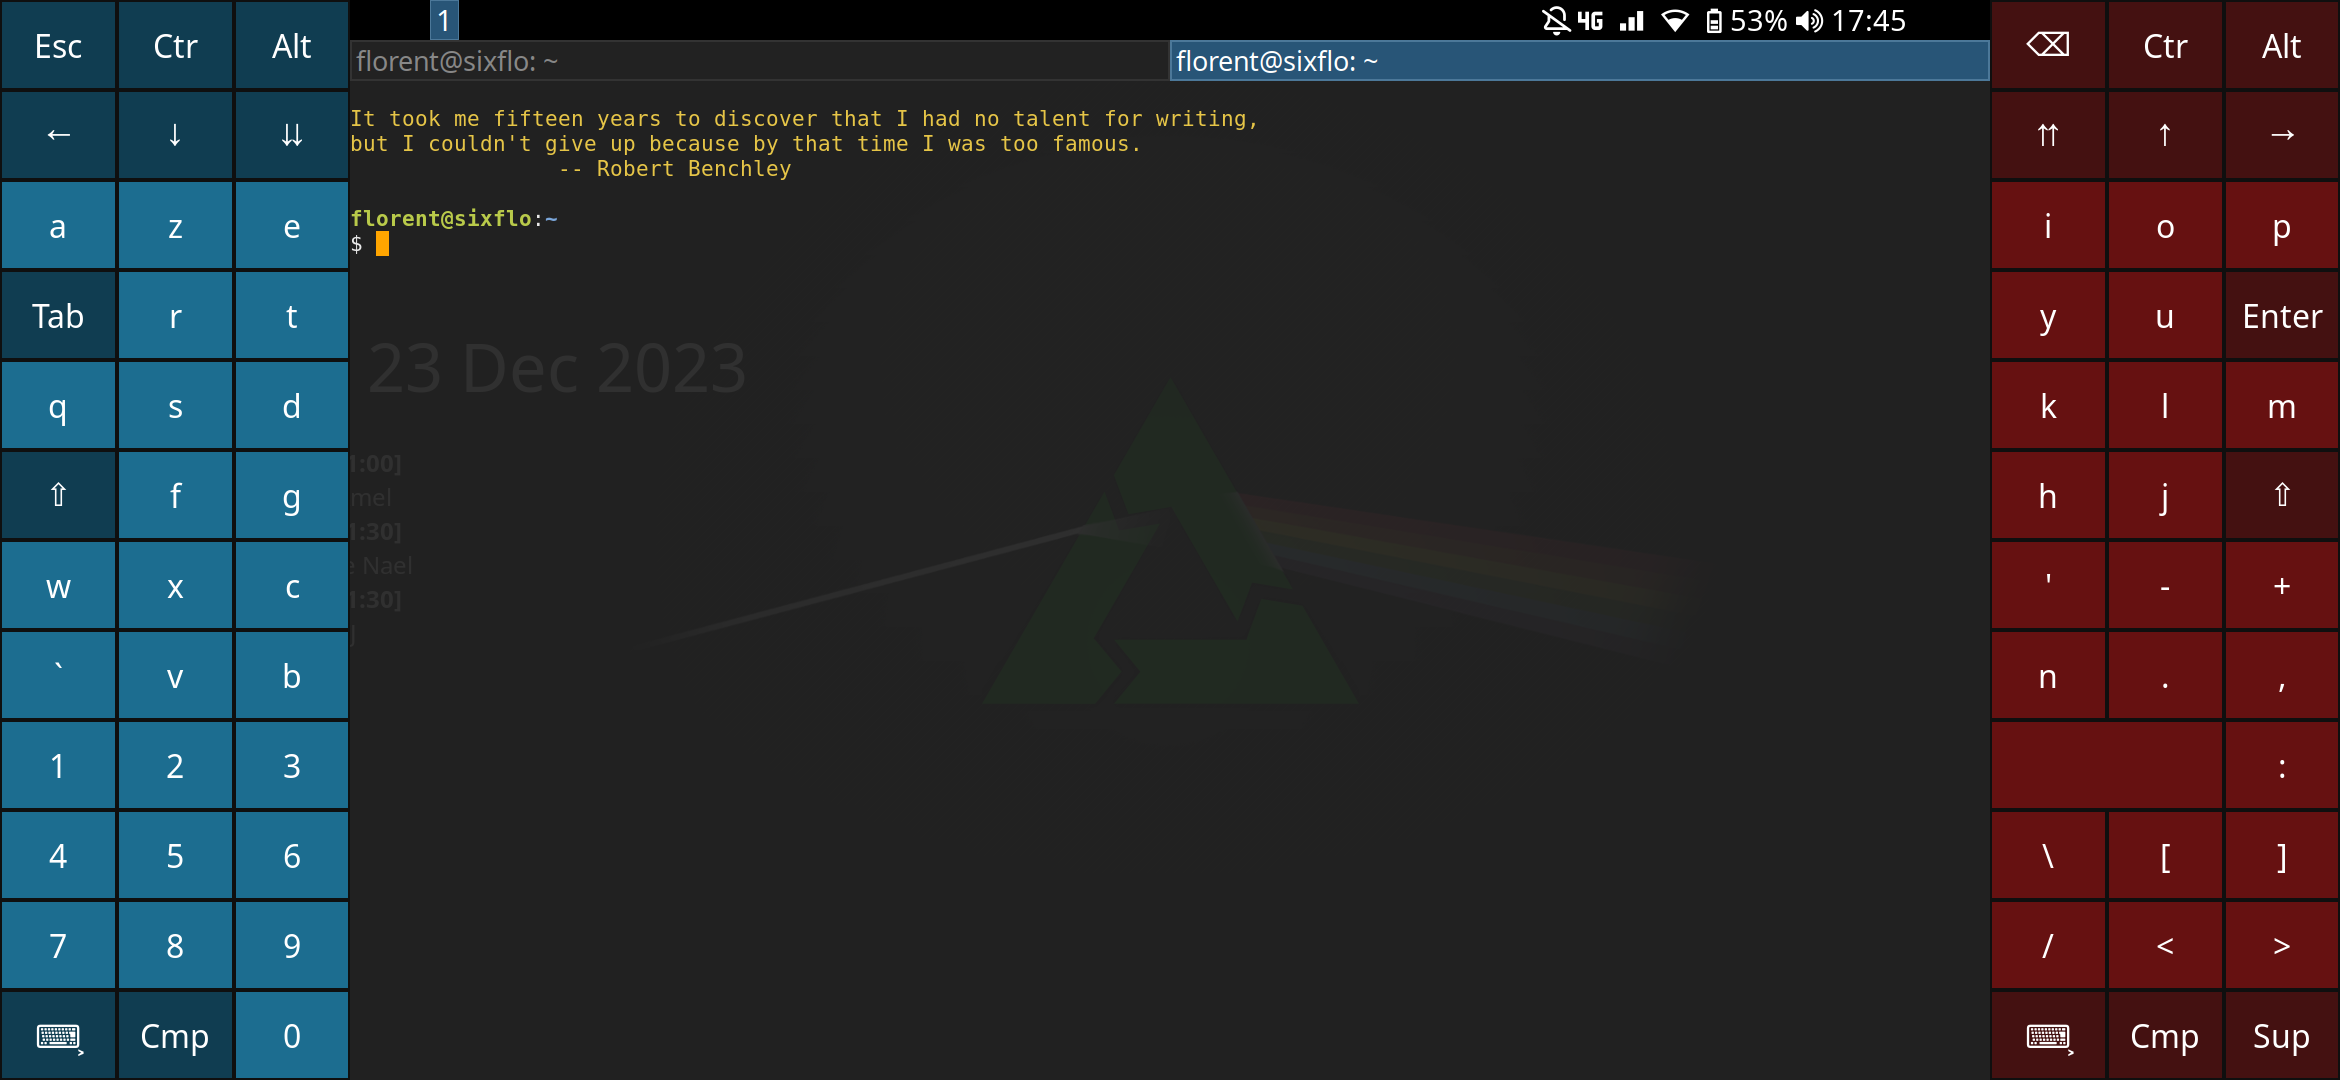 Esc Ctr Alt
← ↓ ⇊
a z e
Tab r t
q s d
⇧ f g
w x c
` v b
1 2 3
4 5 6
7 8 9
⌨ Cmp 0
1
4G 53% 17:45
florent@sixflo: ~
florent@sixflo: ~
It took me fifteen years to discover that I had no talent for writing,
but I couldn't give up because by that time I was too famous.
-- Robert Benchley
florent@sixflo:~
$
23 Dec 2023
1:00]
mel
1:30]
e Nael
1:30]
J
⌫ Ctr Alt
⇈ ↑ →
i o p
y u Enter
k l m
h j ⇧
' - +
n . ,
:
\ [ ]
/ < >
⌨ Cmp Sup